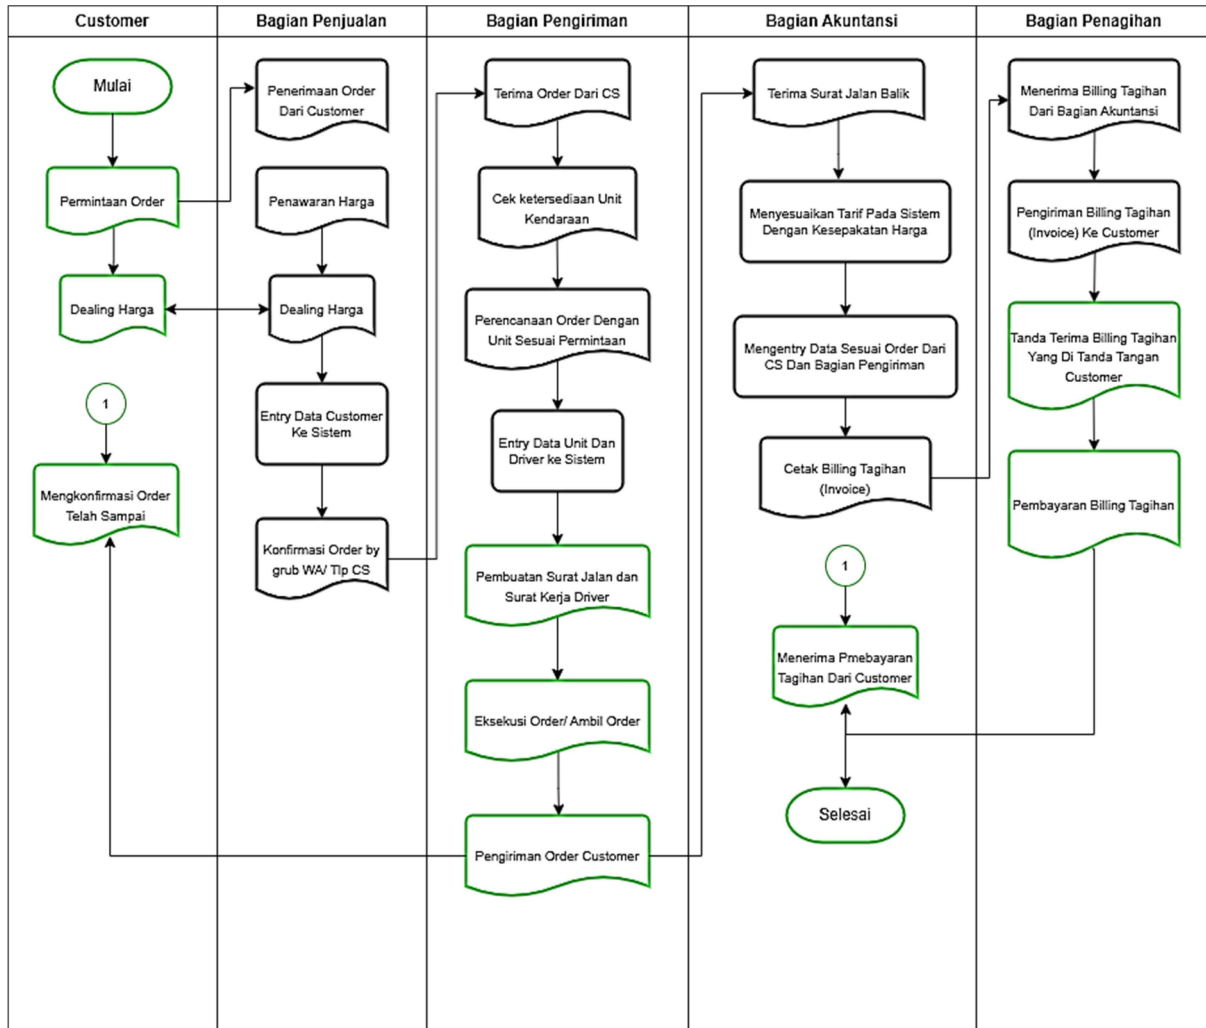 Customer
Bagian Penjualan
Bagian Pengiriman
Bagian Akuntansi
Bagian Penagihan
Mulai
Permintaan Order
Dealing Harga
1
Mengkonfirmasi Order
Telah Sampai
Penerimaan Order
Dari Customer
Penawaran Harga
Dealing Harga
Entry Data Customer
Ke Sistem
Konfirmasi Order by
grub WA/ Tlp CS
Terima Order Dari CS
Cek ketersediaan Unit
Kendaraan
Perencanaan Order Dengan
Unit Sesuai Permintaan
Entry Data Unit Dan
Driver ke Sistem
Pembuatan Surat Jalan dan
Surat Kerja Driver
Eksekusi Order/ Ambil Order
Pengiriman Order Customer
Terima Surat Jalan Balik
Menyesuaikan Tarif Pada Sistem
Dengan Kesepakatan Harga
Mengentry Data Sesuai Order Dari
CS Dan Bagian Pengiriman
Cetak Billing Tagihan
(Invoice)
1
Menerima Pmebayaran
Tagihan Dari Customer
Selesai
Menerima Billing Tagihan
Dari Bagian Akuntansi
Pengiriman Billing Tagihan
(Invoice) Ke Customer
Tanda Terima Billing Tagihan
Yang Di Tanda Tangan
Customer
Pembayaran Billing Tagihan